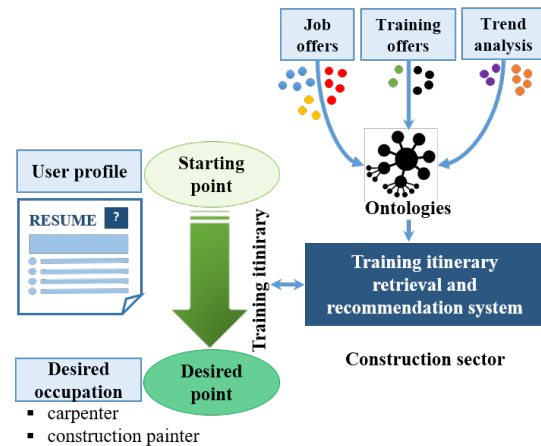 Job
offers
Training
offers
Trend
analysis
User profile
Starting
point
RESUME ?
Ontologies
Training itinirary
Training itinerary
retrieval and
recommendation system
Construction sector
Desired
occupation
Desired
point
▪ carpenter
▪ construction painter